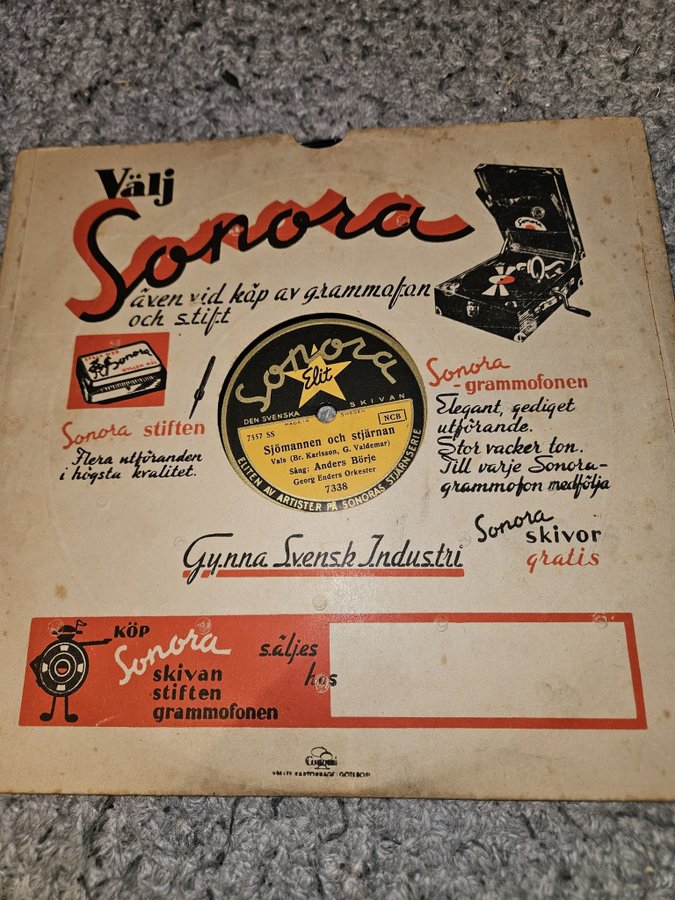 Välj
Sonora
även vid köp av grammofon
och stift
Sonora
Sonora stiften
Flera utföranden
i högsta kvalitet.
Sonora
Elit
DEN SVENSKA SKIVAN
MADE IN SWEDEN
7557 SS
NCB
Sjömannen och stjärnan
Vals (Br. Karlsson, G. Valdemar)
Sång: Anders Börje
Georg Enders Orkester
7338
ELITEN AV ARTISTER PÅ SONORAS STJÄRNSERIE
Sonora
-grammofonen
Elegant, gediget
utförande.
Stor vacker ton.
Till varje Sonora-
grammofon medfölja
Sonora
skivor
gratis
Gynna Svensk Industri
KÖP
Sonora
skivan
stiften
grammofonen
säljes
hos